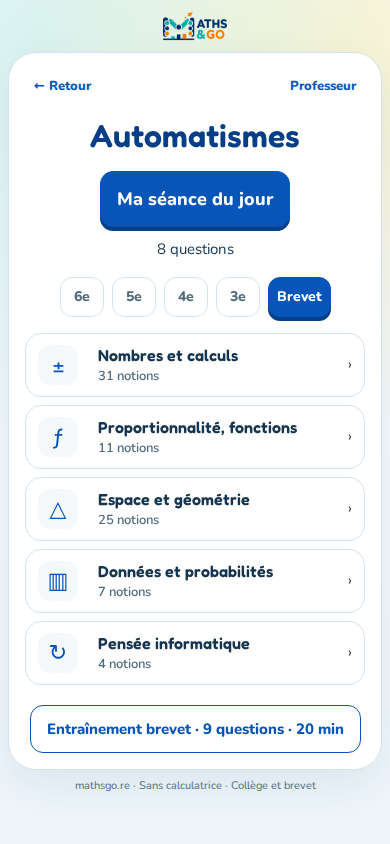 MATHS
&GO
← Retour
Professeur
Automatismes
Ma séance du jour
8 questions
6e
5e
4e
3e
Brevet
± Nombres et calculs ›
31 notions
ƒ Proportionnalité, fonctions ›
11 notions
△ Espace et géométrie ›
25 notions
▥ Données et probabilités ›
7 notions
↻ Pensée informatique ›
4 notions
Entraînement brevet · 9 questions · 20 min
mathsgo.re · Sans calculatrice · Collège et brevet